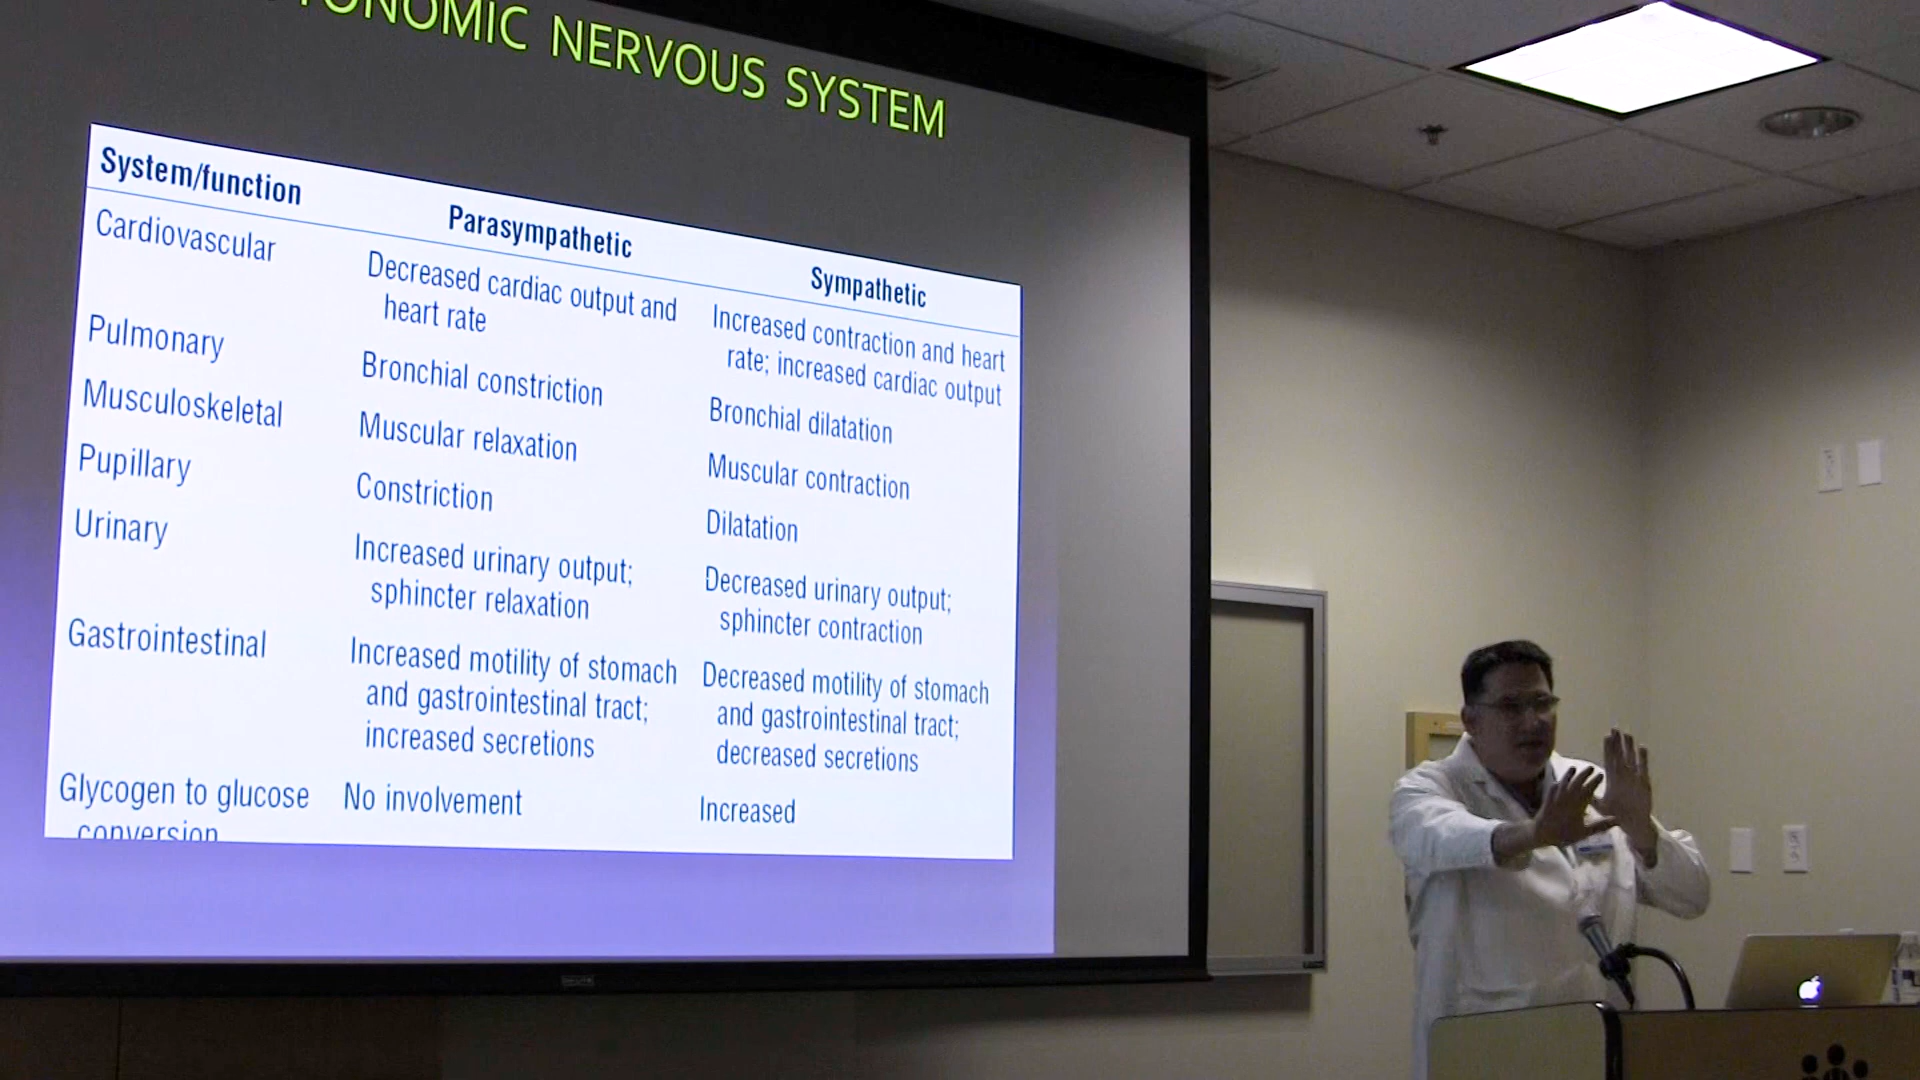 TONOMIC NERVOUS SYSTEM
System/function Parasympathetic Sympathetic
Cardiovascular Decreased cardiac output and Increased contraction and heart
heart rate rate; increased cardiac output
Pulmonary Bronchial constriction Bronchial dilatation
Musculoskeletal Muscular relaxation Muscular contraction
Pupillary Constriction Dilatation
Urinary Increased urinary output; Decreased urinary output;
sphincter relaxation sphincter contraction
Gastrointestinal Increased motility of stomach Decreased motility of stomach
and gastrointestinal tract; and gastrointestinal tract;
increased secretions decreased secretions
Glycogen to glucose No involvement Increased
conversion